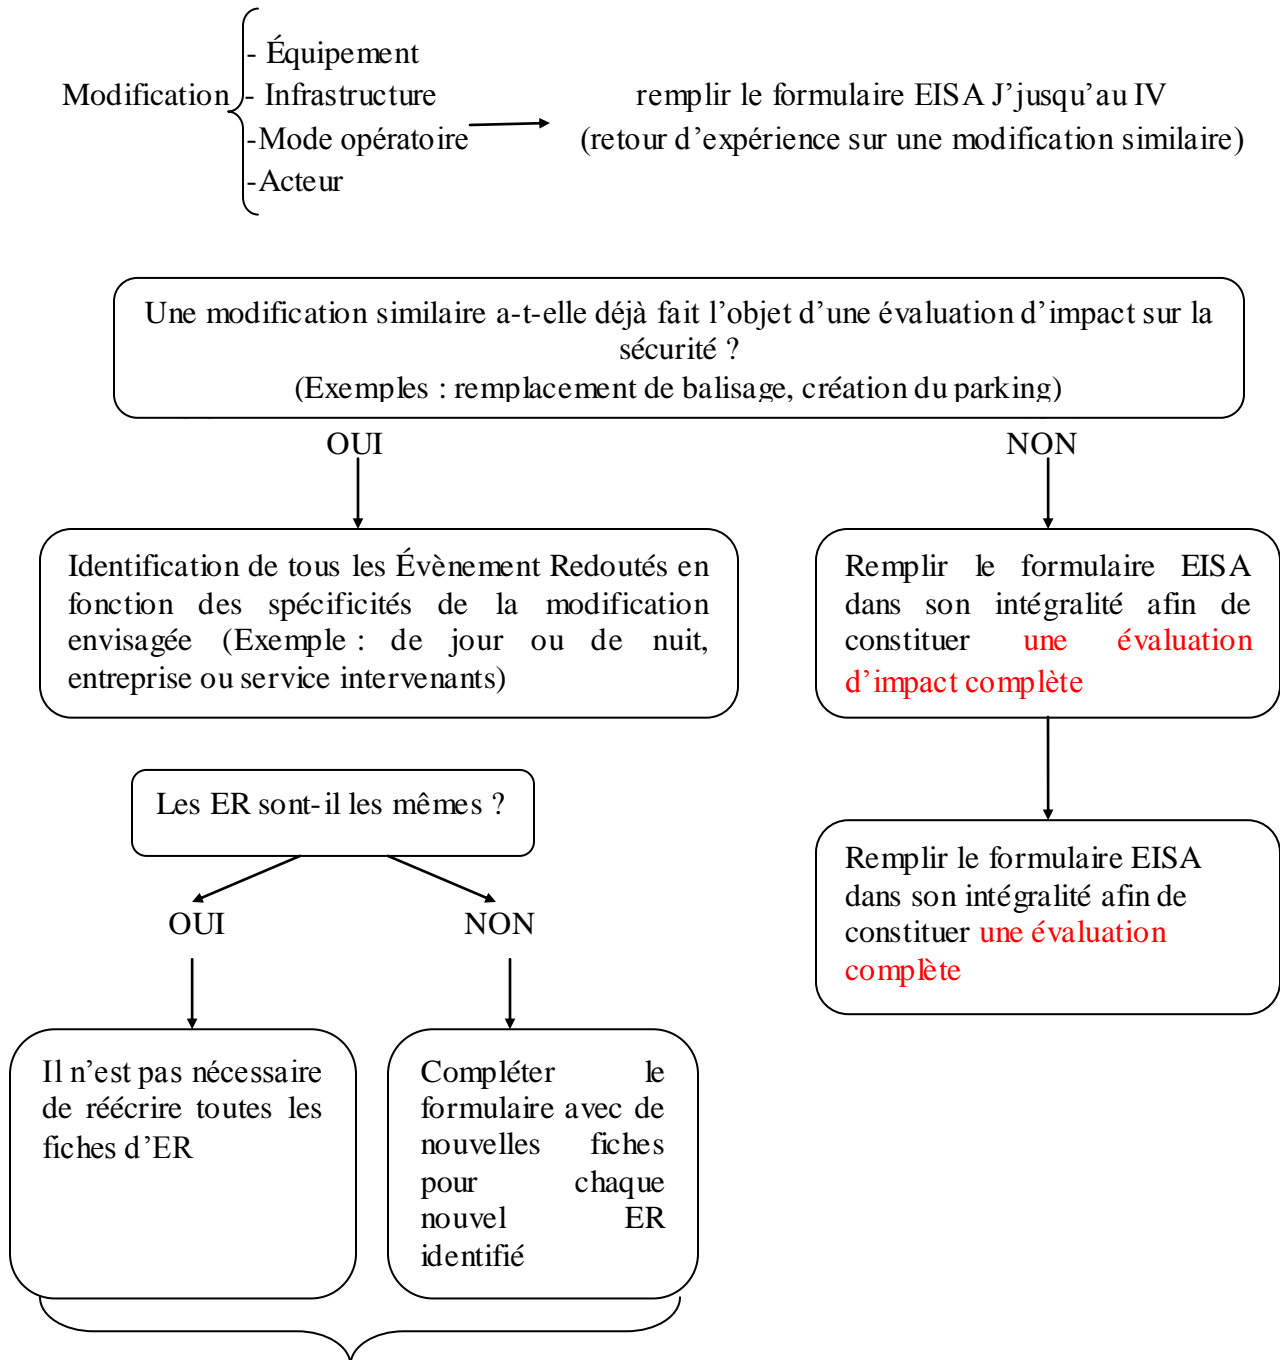 - Équipement
Modification - Infrastructure
-Mode opératoire
-Acteur
remplir le formulaire EISA J’jusqu’au IV
(retour d’expérience sur une modification similaire)
Une modification similaire a-t-elle déjà fait l’objet d’une évaluation d’impact sur la
sécurité ?
(Exemples : remplacement de balisage, création du parking)
OUI
NON
Identification de tous les Évènement Redoutés en
fonction des spécificités de la modification
envisagée (Exemple : de jour ou de nuit,
entreprise ou service intervenants)
Remplir le formulaire EISA
dans son intégralité afin de
constituer une évaluation
d’impact complète
Les ER sont-il les mêmes ?
OUI
NON
Remplir le formulaire EISA
dans son intégralité afin de
constituer une évaluation
complète
Il n’est pas nécessaire
de réécrire toutes les
fiches d’ER
Compléter le
formulaire avec de
nouvelles fiches
pour chaque
nouvel ER
identifié